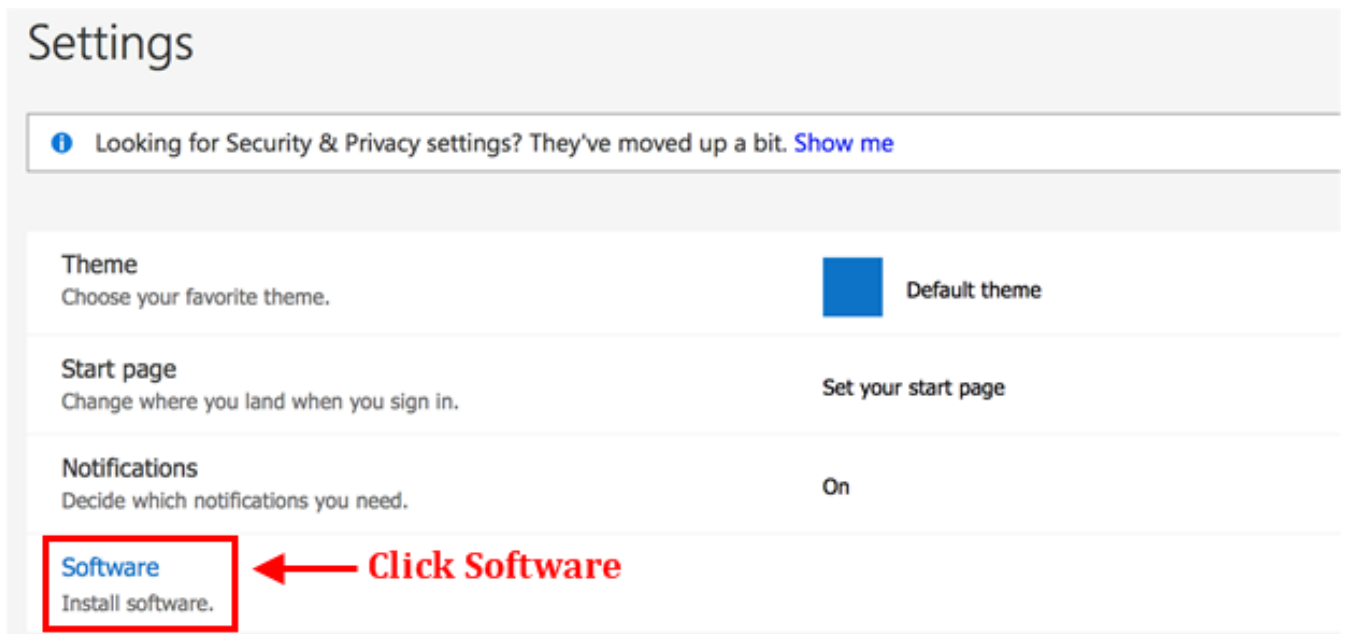 Settings
Looking for Security & Privacy settings? They've moved up a bit. Show me
Theme
Choose your favorite theme.
Default theme
Start page
Change where you land when you sign in.
Set your start page
Notifications
Decide which notifications you need.
On
Software
Install software.
Click Software